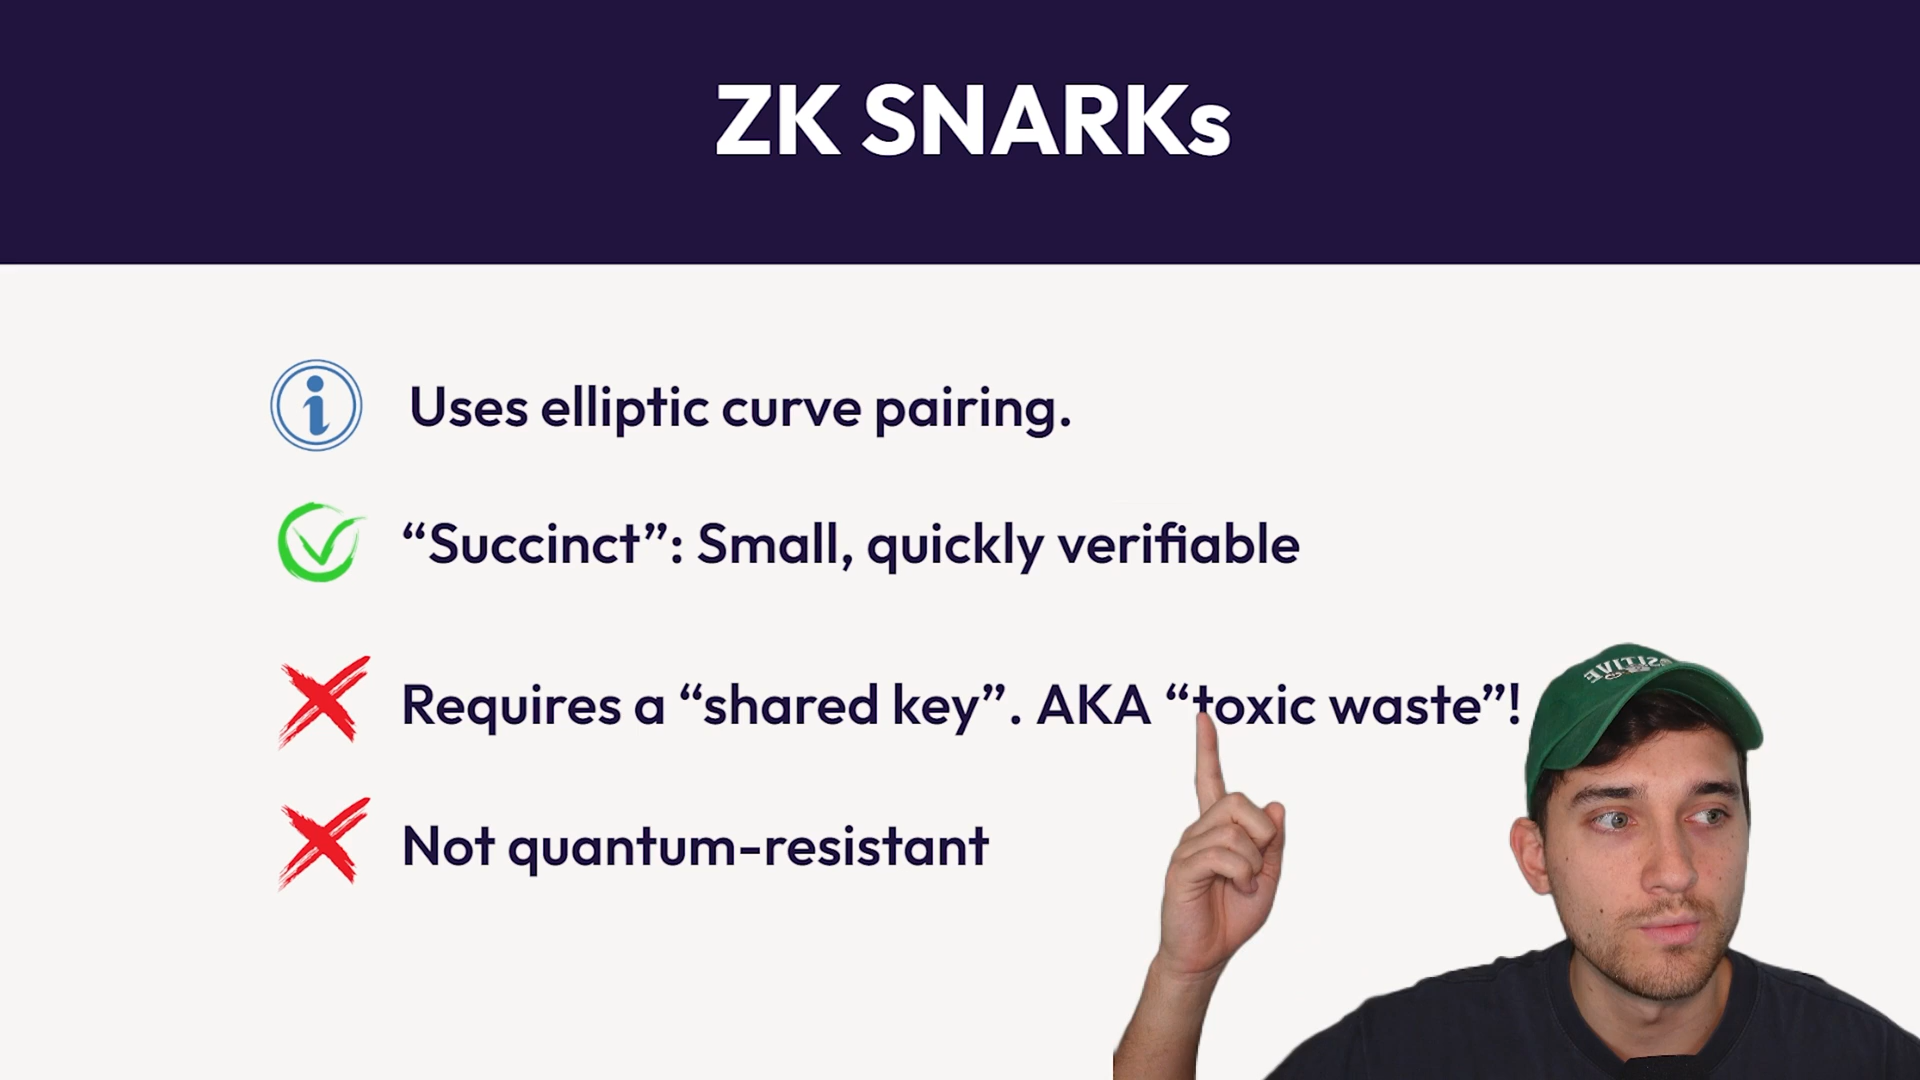 ZK SNARKs
Uses elliptic curve pairing.
“Succinct”: Small, quickly verifiable
Requires a “shared key”. AKA “toxic waste”!
Not quantum-resistant